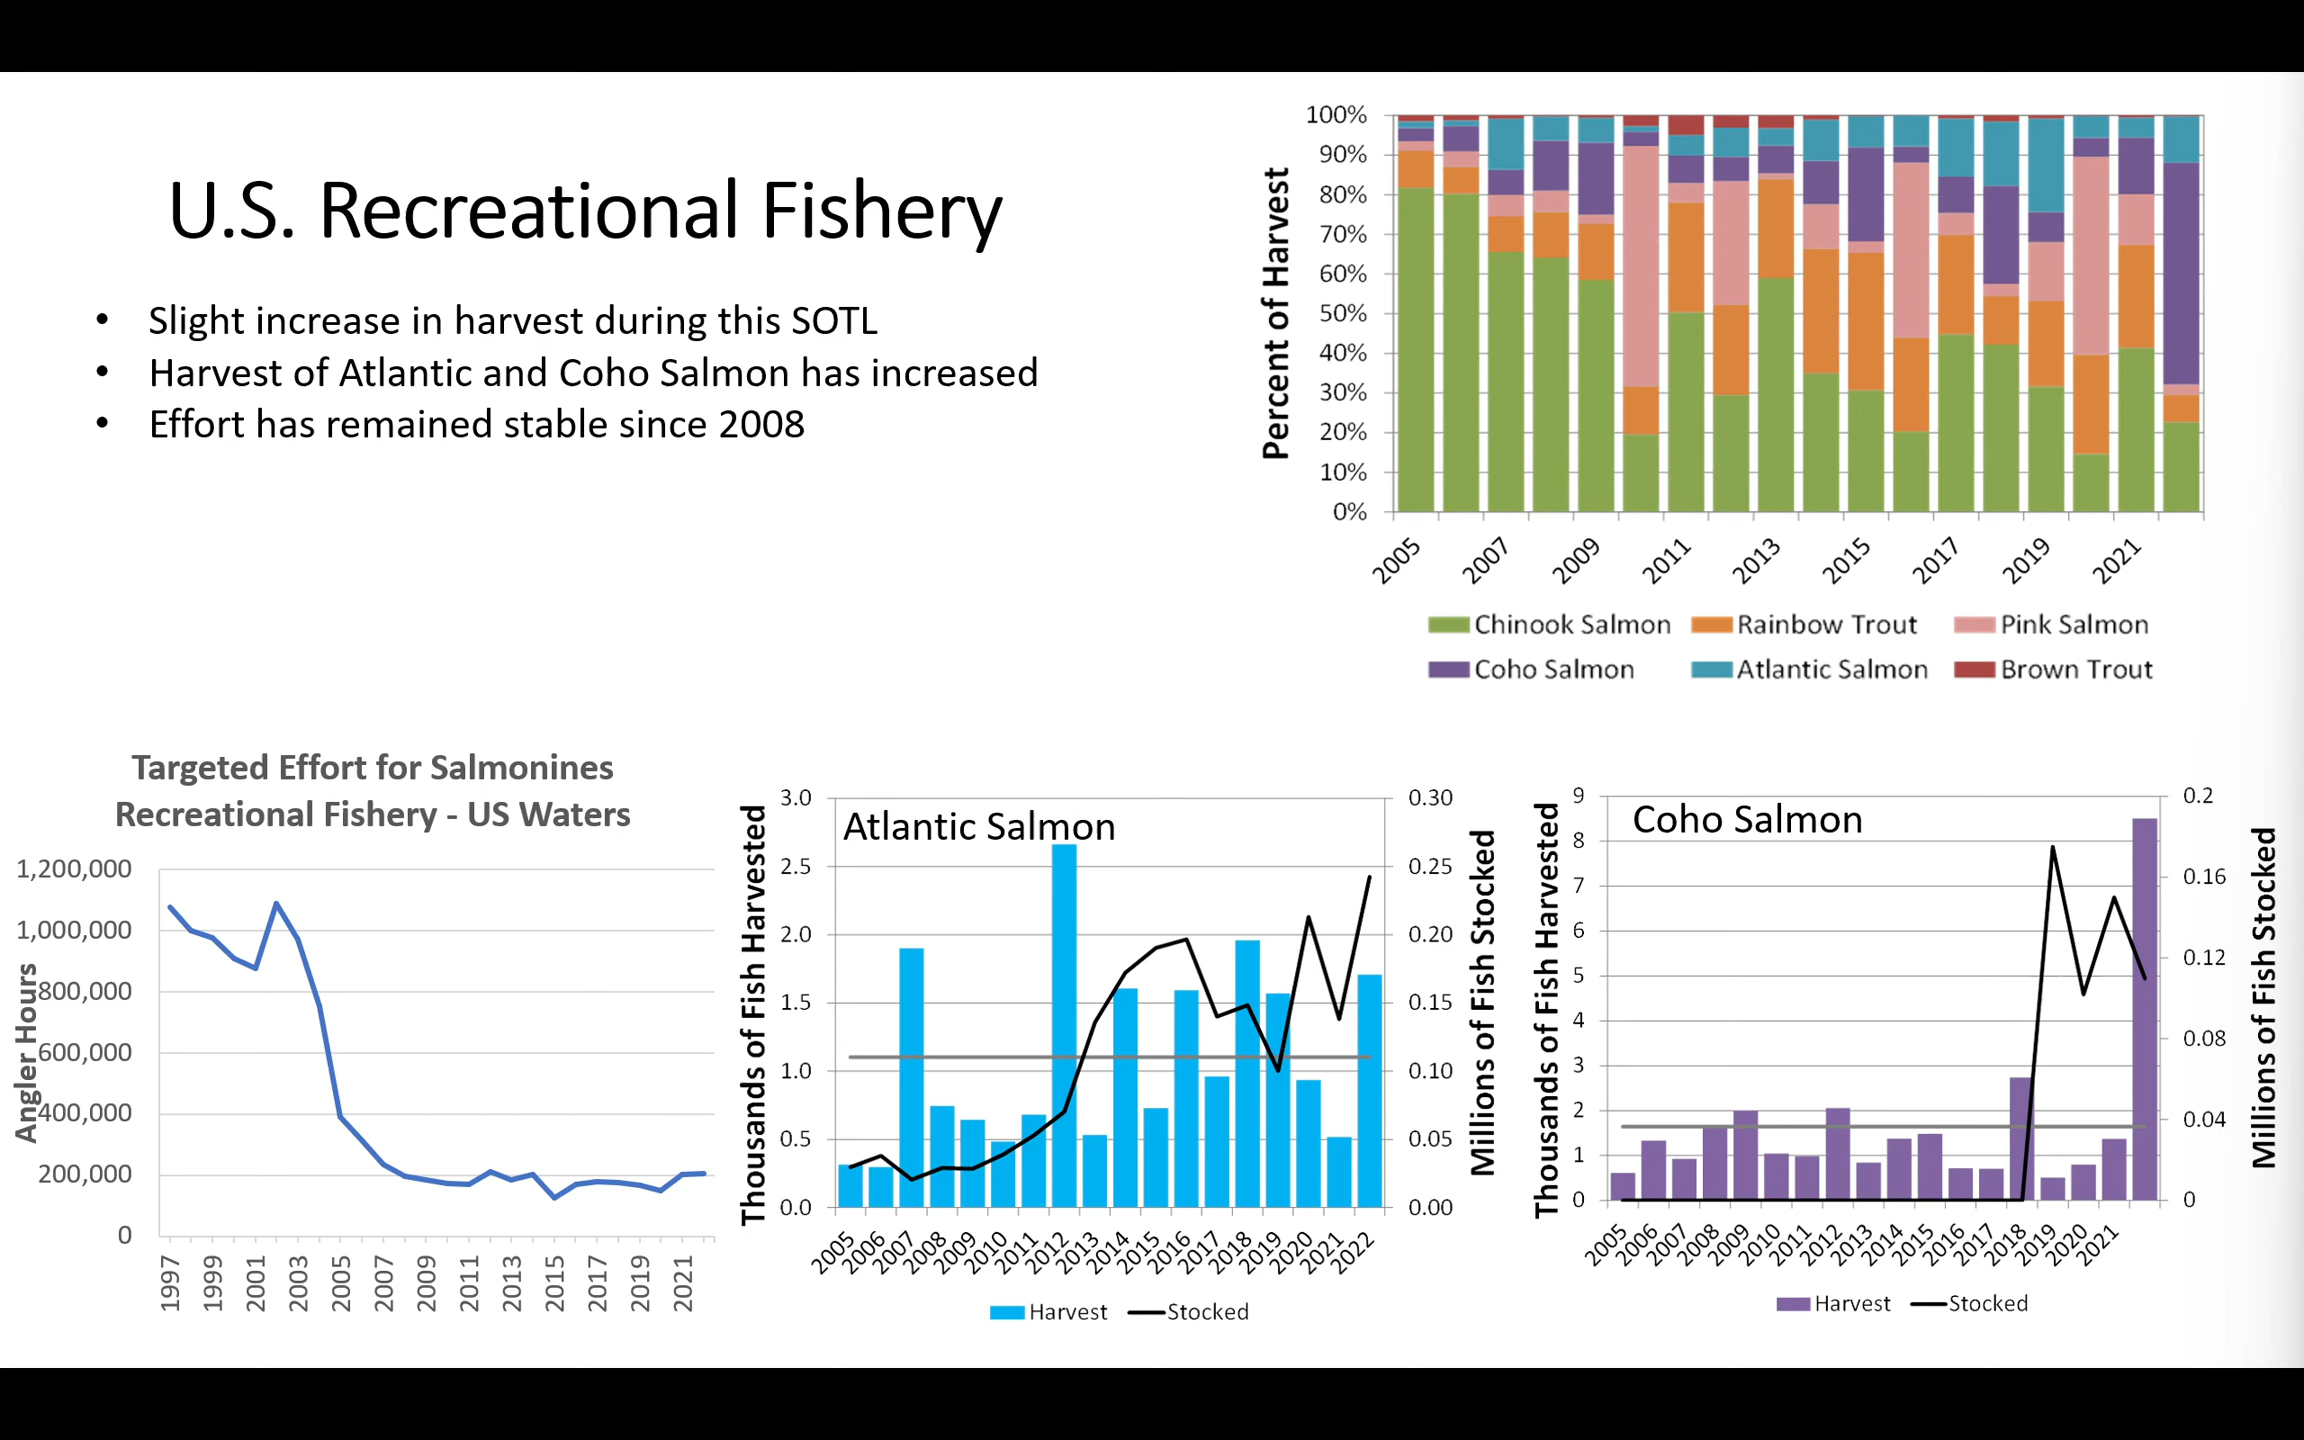 U.S. Recreational Fishery
• Slight increase in harvest during this SOTL
• Harvest of Atlantic and Coho Salmon has increased
• Effort has remained stable since 2008
Percent of Harvest
100%
90%
80%
70%
60%
50%
40%
30%
20%
10%
0%
2005 2007 2009 2011 2013 2015 2017 2019 2021
Chinook Salmon Rainbow Trout Pink Salmon
Coho Salmon Atlantic Salmon Brown Trout
Targeted Effort for Salmonines
Recreational Fishery - US Waters
Angler Hours
1,200,000
1,000,000
800,000
600,000
400,000
200,000
0
1997 1999 2001 2003 2005 2007 2009 2011 2013 2015 2017 2019 2021
Atlantic Salmon
Thousands of Fish Harvested
3.0
2.5
2.0
1.5
1.0
0.5
0.0
0.30
0.25
0.20
0.15
0.10
0.05
0.00
Millions of Fish Stocked
2005 2006 2007 2008 2009 2010 2011 2012 2013 2014 2015 2016 2017 2018 2019 2020 2021 2022
Harvest Stocked
Coho Salmon
Thousands of Fish Harvested
9
8
7
6
5
4
3
2
1
0
0.2
0.16
0.12
0.08
0.04
0
Millions of Fish Stocked
2005 2006 2007 2008 2009 2010 2011 2012 2013 2014 2015 2016 2017 2018 2019 2020 2021
Harvest Stocked